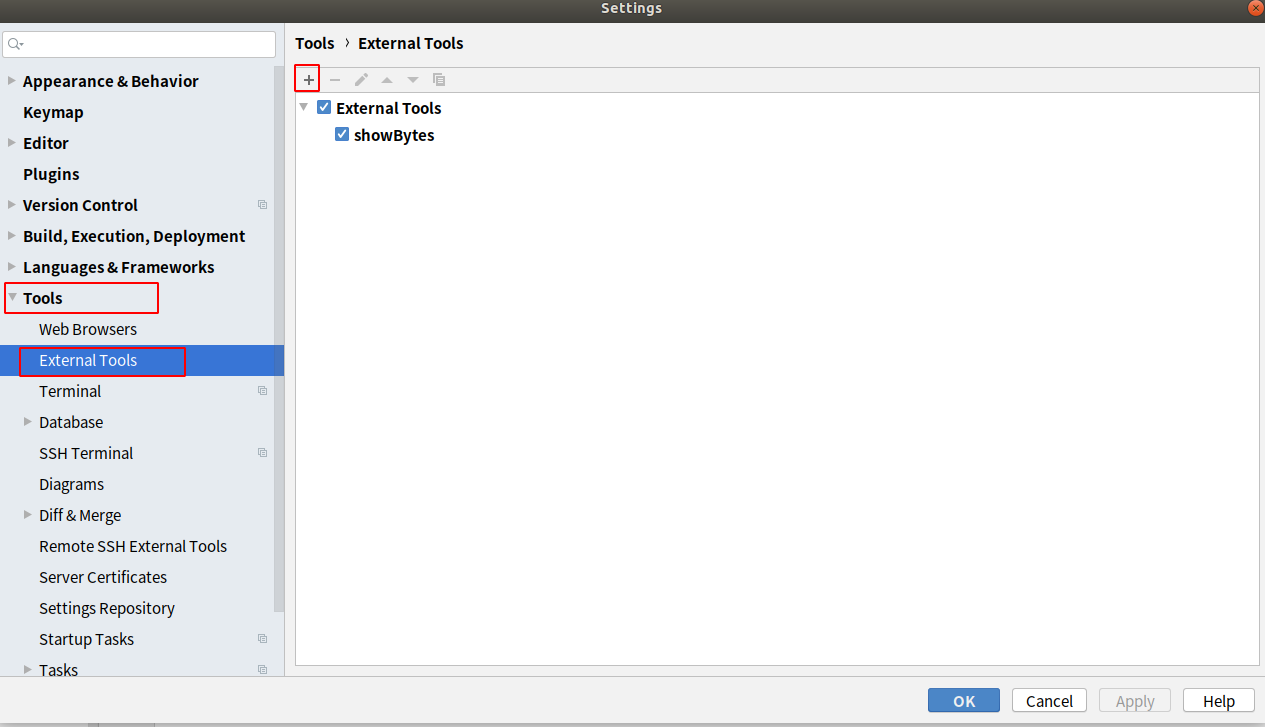 Settings
Tools › External Tools
Appearance & Behavior
Keymap
Editor
Plugins
Version Control
Build, Execution, Deployment
Languages & Frameworks
Tools
Web Browsers
External Tools
Terminal
Database
SSH Terminal
Diagrams
Diff & Merge
Remote SSH External Tools
Server Certificates
Settings Repository
Startup Tasks
Tasks
External Tools
showBytes
OK
Cancel
Apply
Help